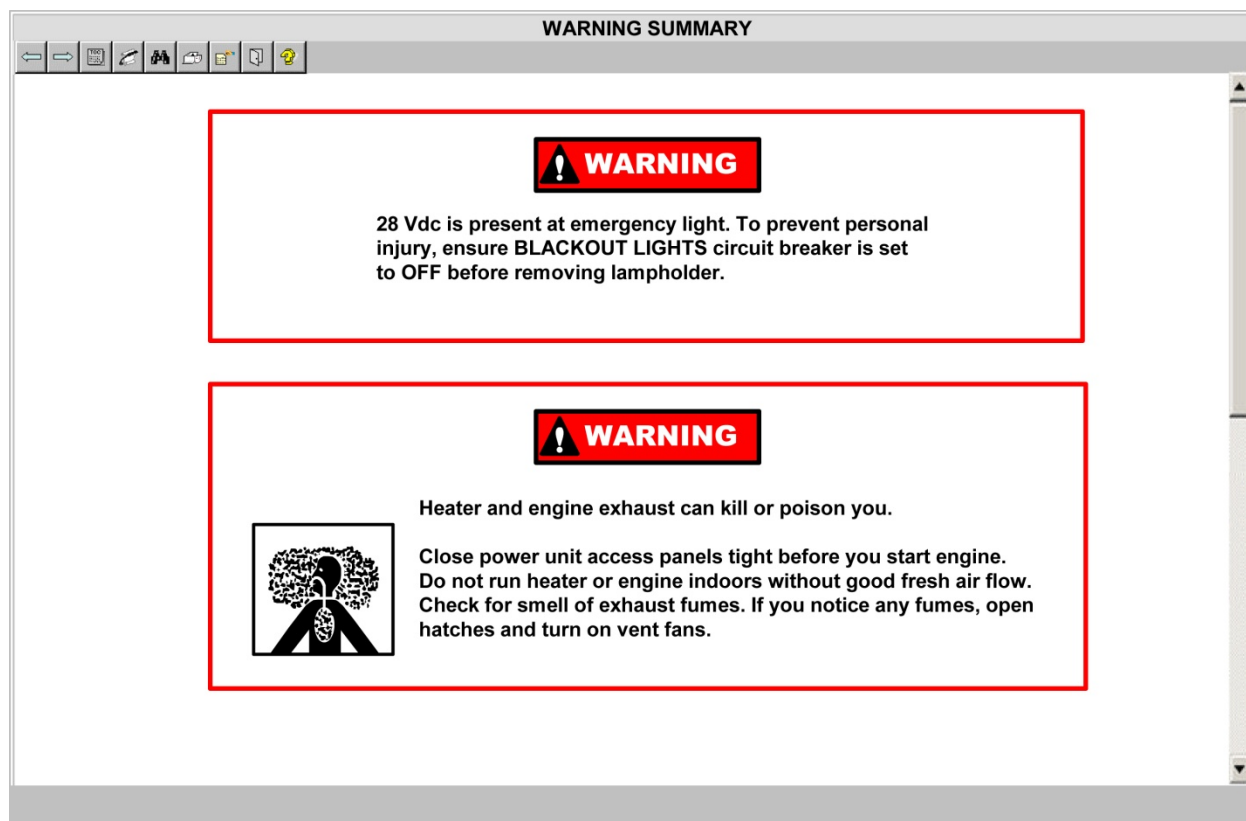 WARNING SUMMARY
WARNING
28 Vdc is present at emergency light. To prevent personal
injury, ensure BLACKOUT LIGHTS circuit breaker is set
to OFF before removing lampholder.
WARNING
Heater and engine exhaust can kill or poison you.
Close power unit access panels tight before you start engine.
Do not run heater or engine indoors without good fresh air flow.
Check for smell of exhaust fumes. If you notice any fumes, open
hatches and turn on vent fans.